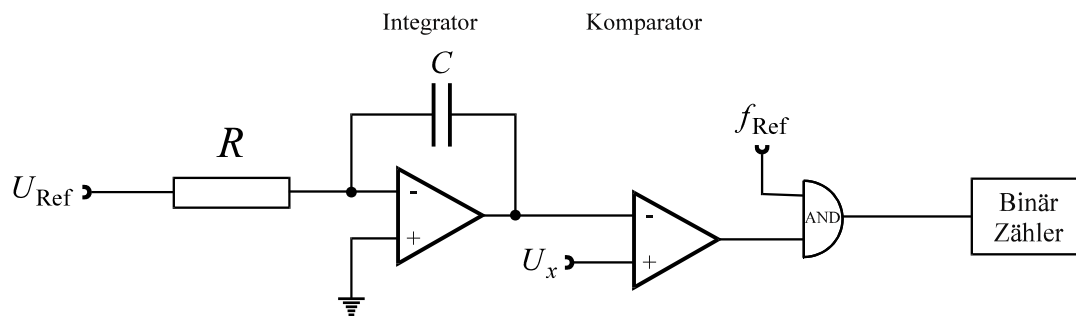 Integrator
Komparator
C
f_Ref
R
U_Ref
-
+
-
+
U_x
AND
Binär
Zähler